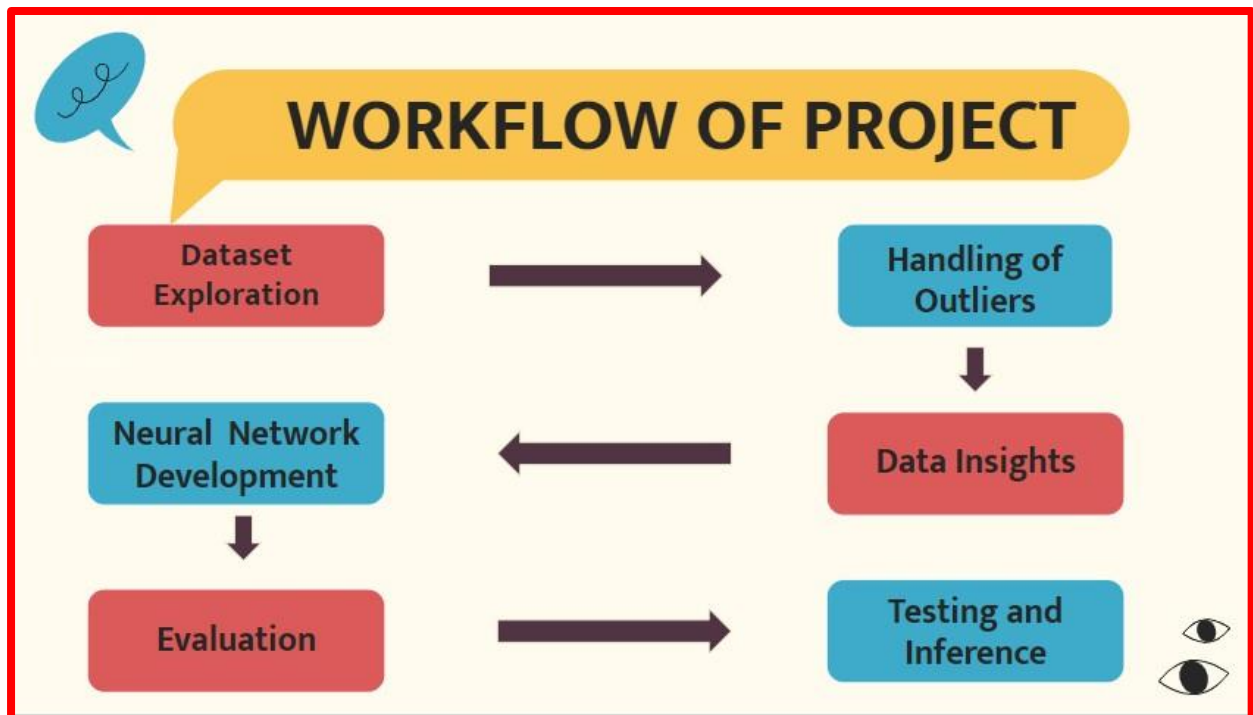 WORKFLOW OF PROJECT
Dataset
Exploration
Handling of
Outliers
Neural Network
Development
Data Insights
Evaluation
Testing and
Inference